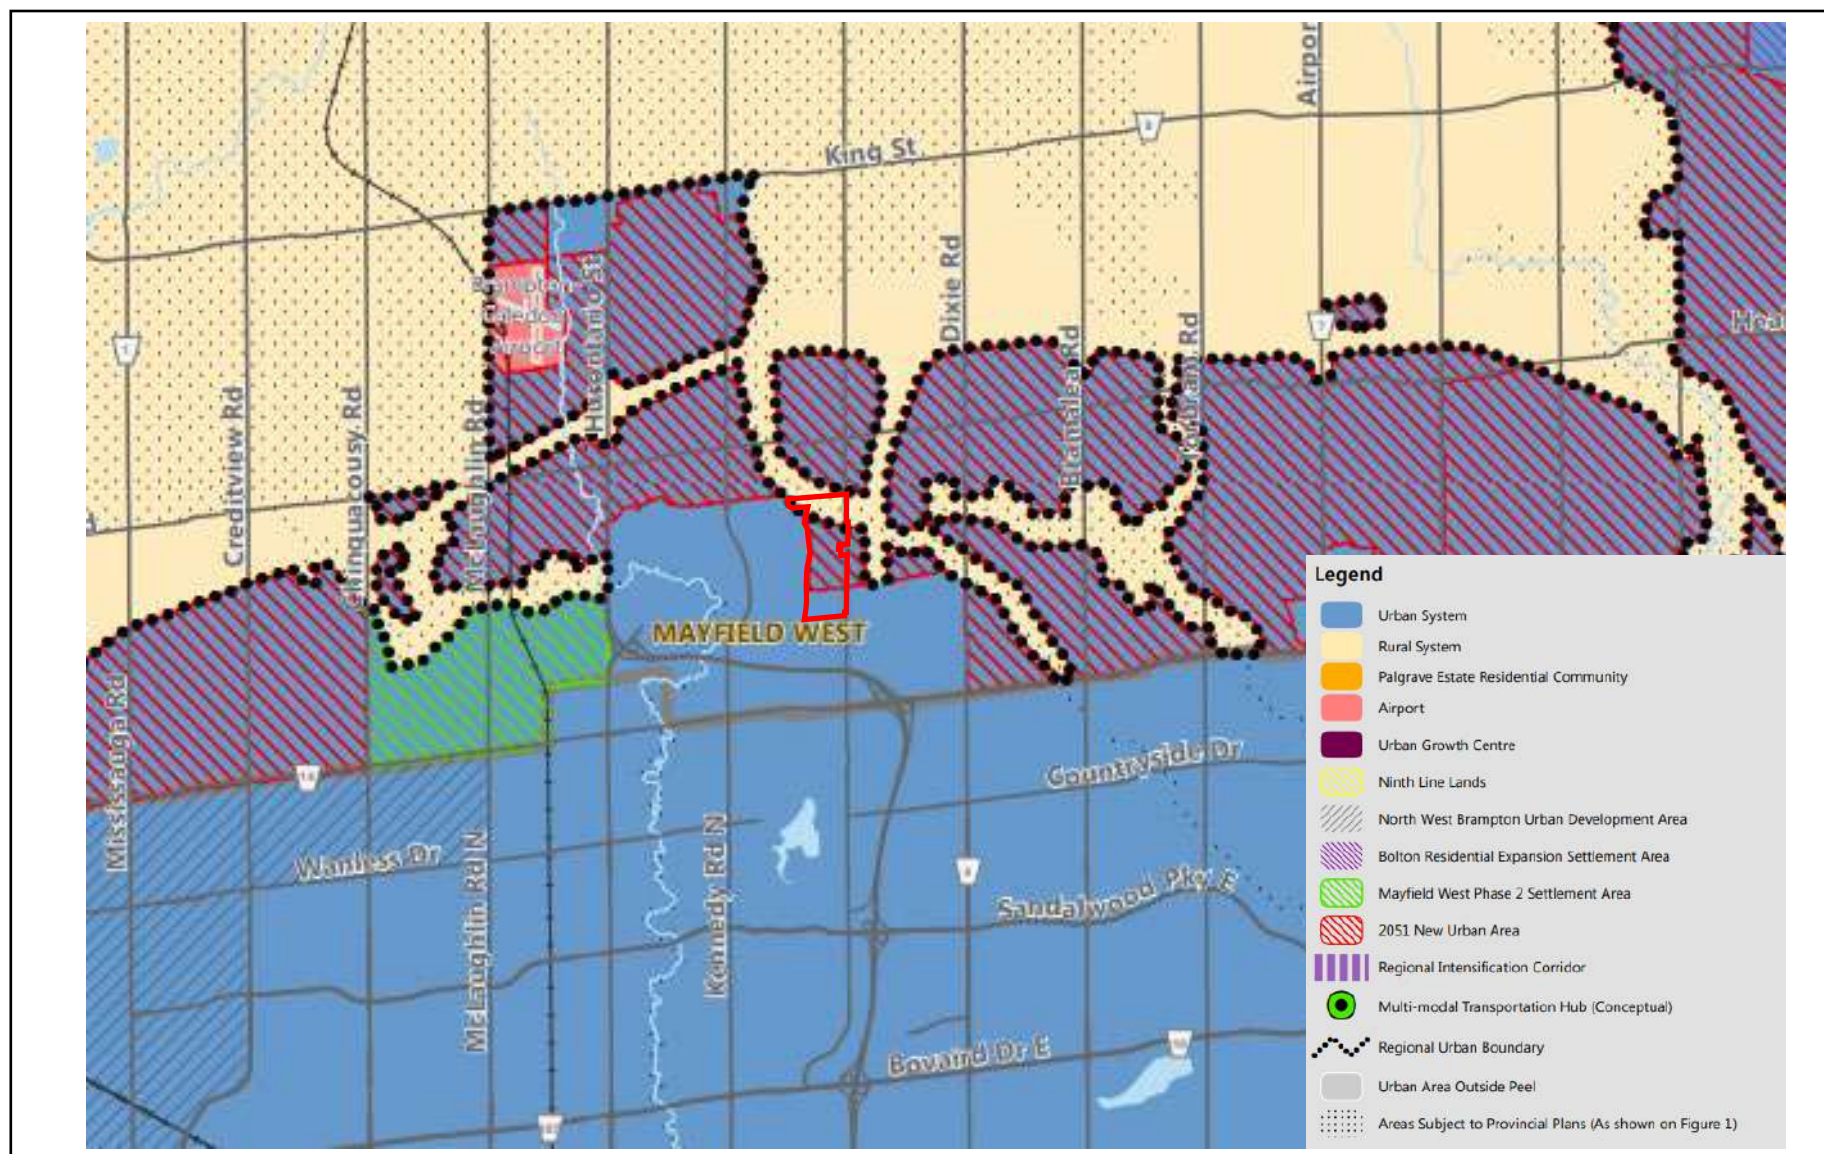 Airpor
King St
Brampton
Caledon
Airport
Hurontario St
Dixie Rd
Bramalea Rd
Torbram Rd
Hea
Creditview Rd
Chinguacousy Rd
McLaughlin Rd
MAYFIELD WEST
Mississauga Rd
14
Countryside Dr
Wanless Dr
McLaughlin Rd N
Kennedy Rd N
Sandalwood Pky E
Bovaird Dr E
Legend
Urban System
Rural System
Palgrave Estate Residential Community
Airport
Urban Growth Centre
Ninth Line Lands
North West Brampton Urban Development Area
Bolton Residential Expansion Settlement Area
Mayfield West Phase 2 Settlement Area
2051 New Urban Area
Regional Intensification Corridor
Multi-modal Transportation Hub (Conceptual)
Regional Urban Boundary
Urban Area Outside Peel
Areas Subject to Provincial Plans (As shown on Figure 1)